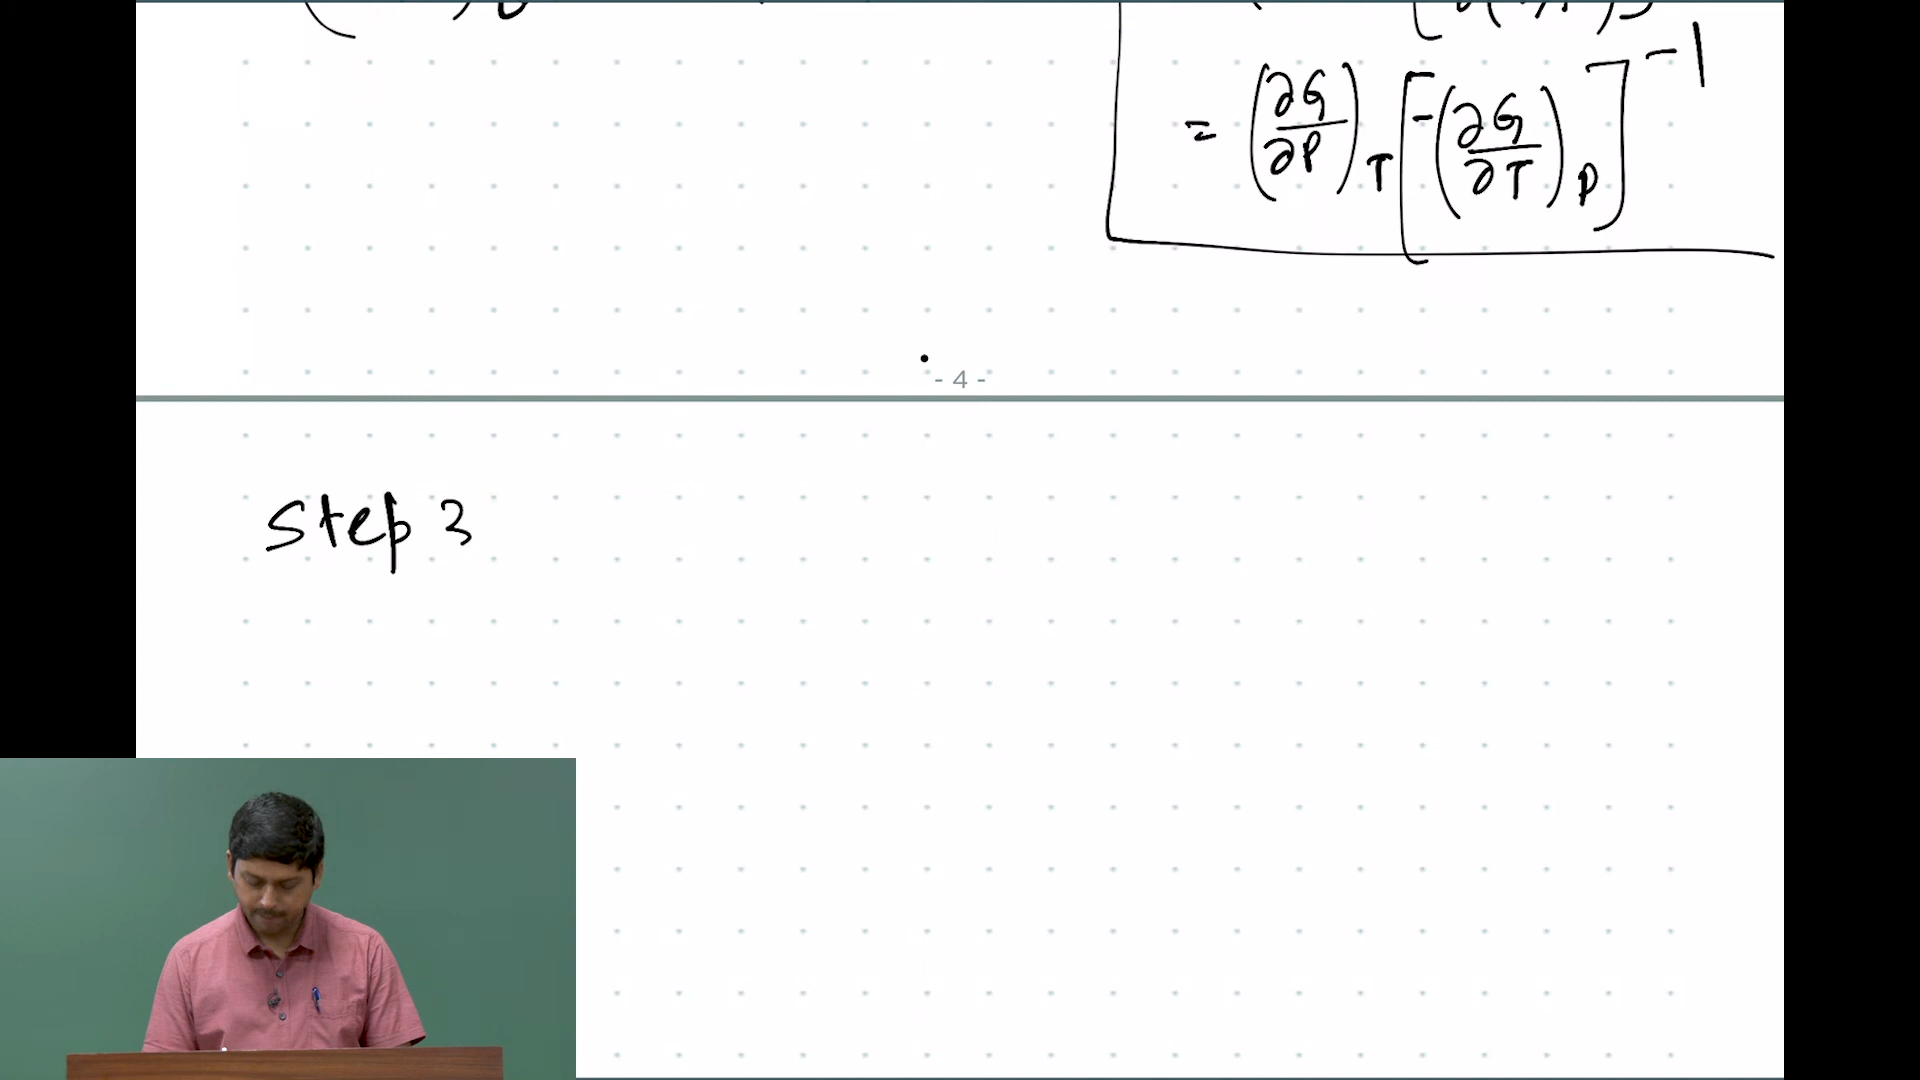 = (∂G/∂P)_T [-(∂G/∂T)_P]^-1
- 4 -
Step 3